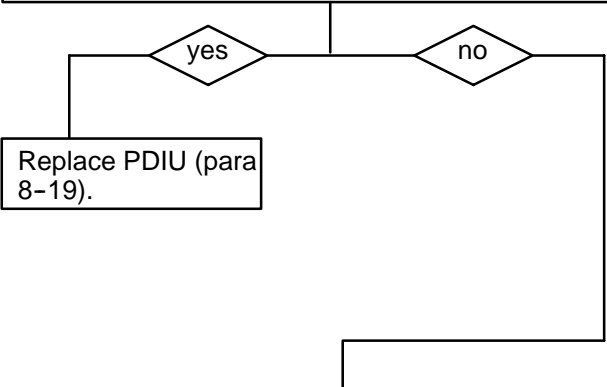 yes
no
Replace PDIU (para
8-19).